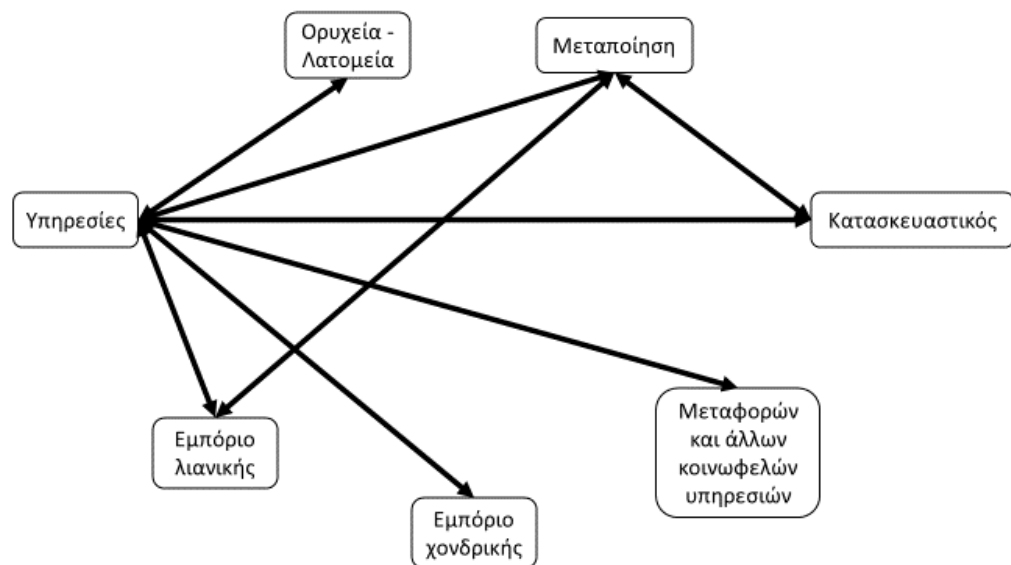 Ορυχεία -
Λατομεία
Μεταποίηση
Υπηρεσίες
Κατασκευαστικός
Εμπόριο
λιανικής
Μεταφορών
και άλλων
κοινωφελών
υπηρεσιών
Εμπόριο
χονδρικής